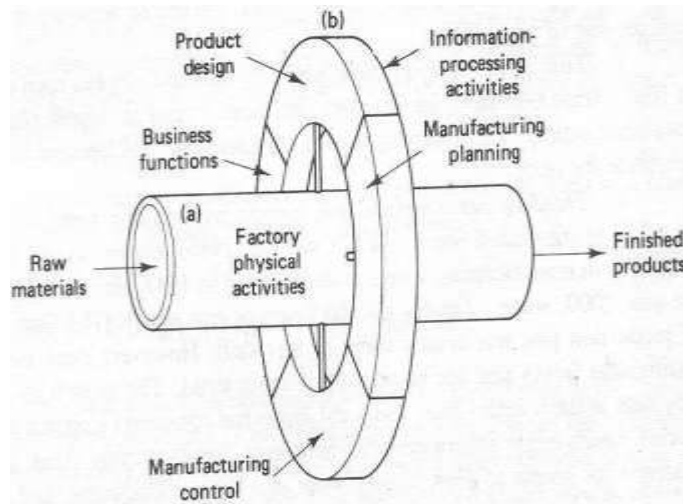 (b)
Product
design
Information-
processing
activities
Business
functions
Manufacturing
planning
(a)
Factory
physical
activities
Raw
materials
Finished
products
Manufacturing
control